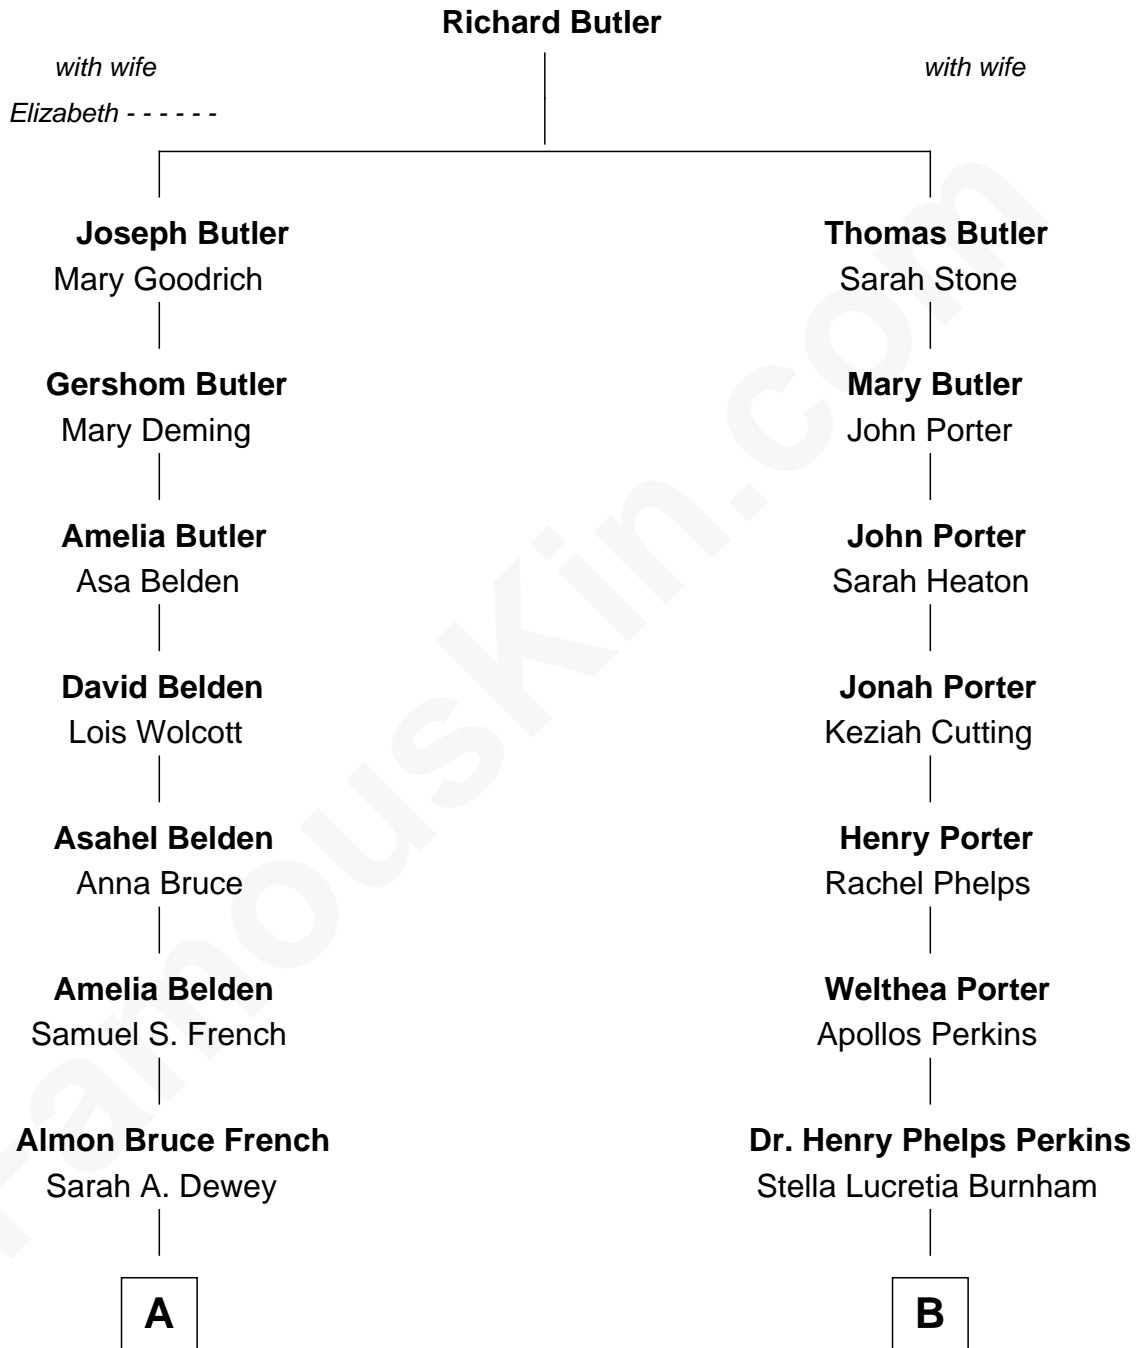 Richard Butler
with wife
with wife
Elizabeth - - - - - -
Joseph Butler
Mary Goodrich
Thomas Butler
Sarah Stone
Gershom Butler
Mary Deming
Mary Butler
John Porter
Amelia Butler
Asa Belden
John Porter
Sarah Heaton
David Belden
Lois Wolcott
Jonah Porter
Keziah Cutting
Asahel Belden
Anna Bruce
Henry Porter
Rachel Phelps
Amelia Belden
Samuel S. French
Welthea Porter
Apollos Perkins
Almon Bruce French
Sarah A. Dewey
Dr. Henry Phelps Perkins
Stella Lucretia Burnham
A
B
FamousKin.com